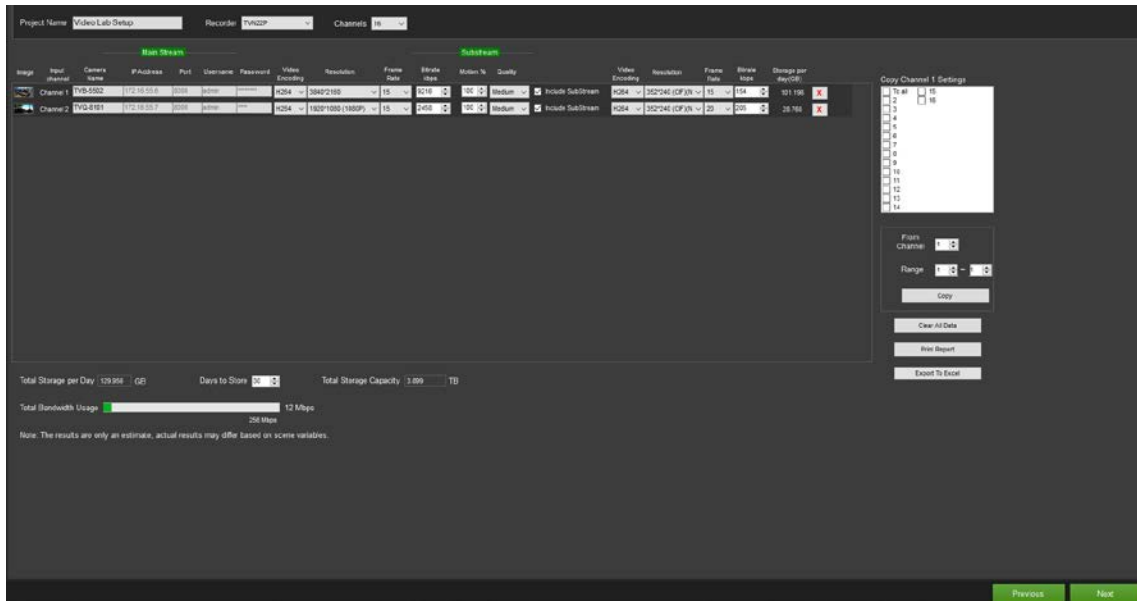 Project Name Video Lab Setup Recorder TVN22P Channels 16
Main Stream Substream
Image Input channel Camera Name IP Address Port Username Password Video Encoding Resolution Frame Rate Bitrate kbps Motion % Quality Video Encoding Resolution Frame Rate Bitrate kbps Storage per day(GB)
Channel 1 TVB-5502 172.16.55.6 admin ******** H264 3840*2160 15 9216 100 Medium Include SubStream H264 352*240 (CIF)(N 15 154 101.196 X
Channel 2 TVQ-8101 172.16.55.7 admin **** H264 1920*1080 (1080P) 15 2450 100 Medium Include SubStream H264 352*240 (CIF)(N 20 205 X
Copy Channel 1 Settings
To all 15
2 16
3
4
5
6
7
8
9
10
11
12
13
14
From Channel 1
Range 1 - 1
Copy
Clear All Data
Print Report
Export To Excel
Total Storage per Day GB Days to Store 30 Total Storage Capacity 3.899 TB
Total Bandwidth Usage 12 Mbps
256 Mbps
Note: The results are only an estimate, actual results may differ based on scene variables.
Previous Next